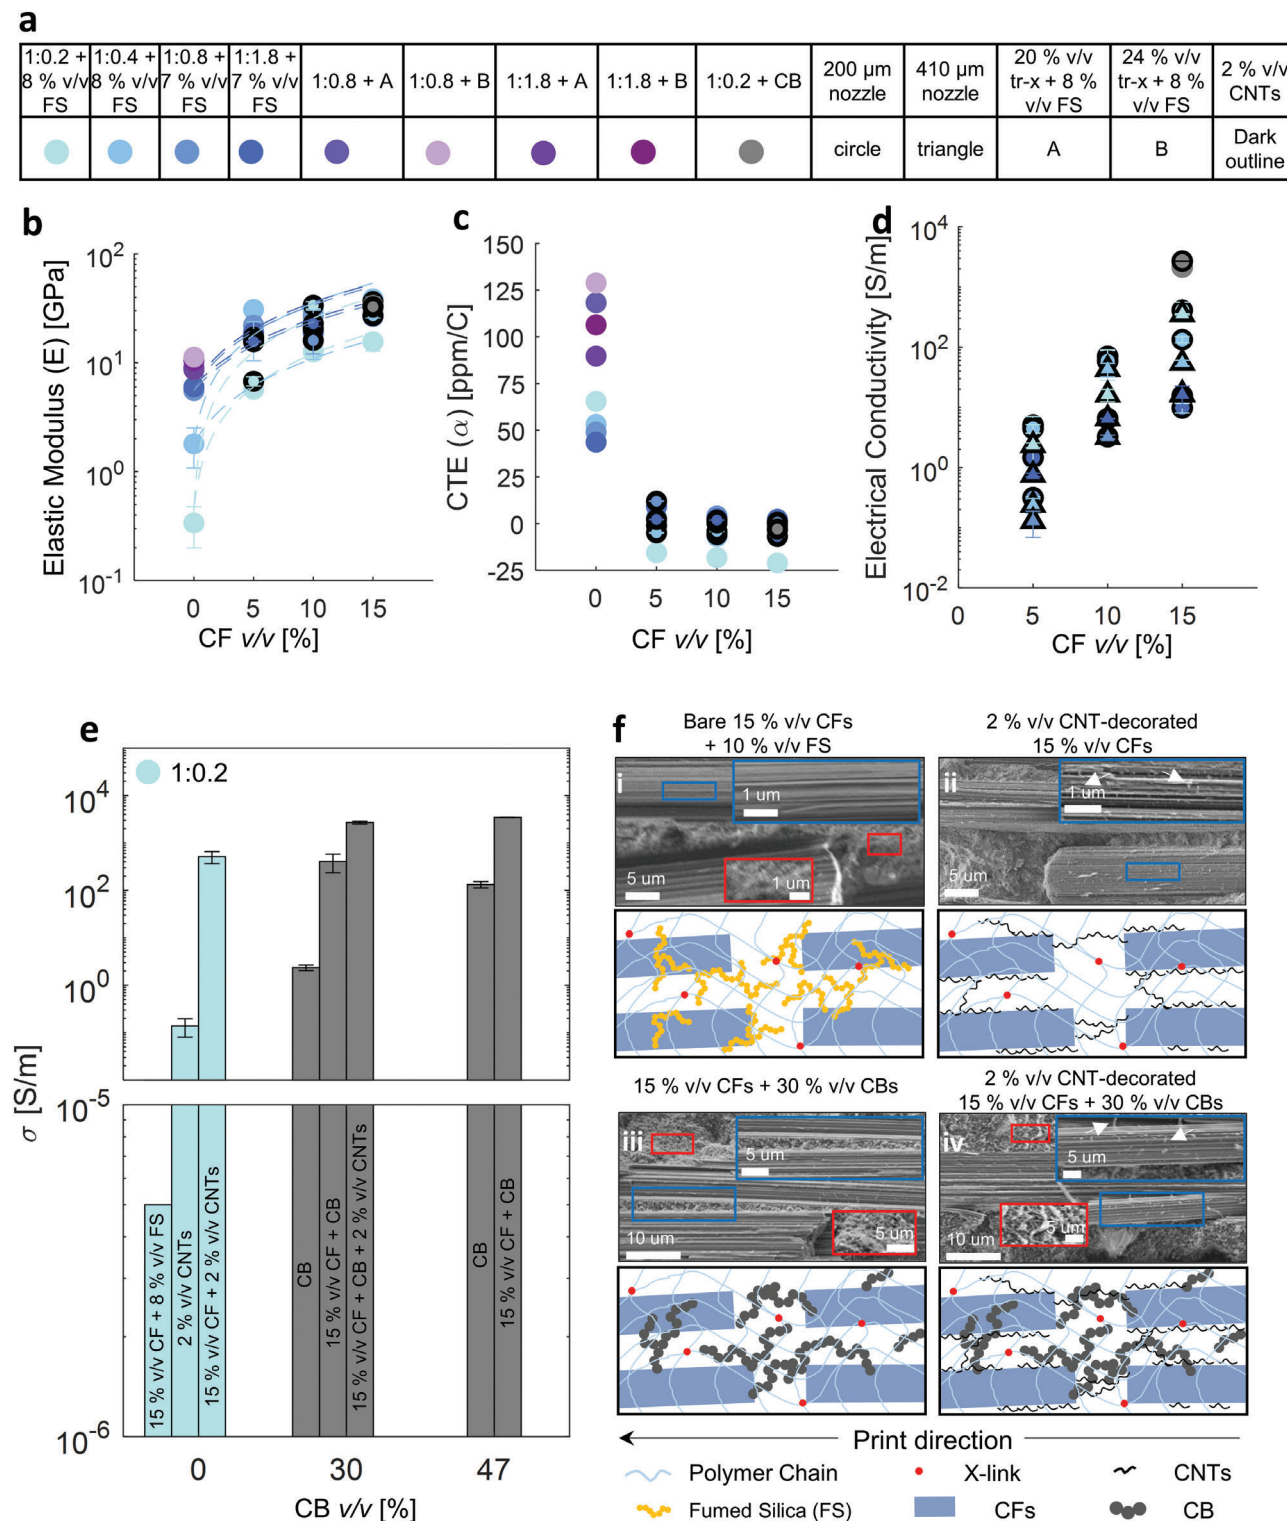 a
1:0.2 + 8 % v/v FS
1:0.4 + 8 % v/v FS
1:0.8 + 7 % v/v FS
1:1.8 + 7 % v/v FS
1:0.8 + A
1:0.8 + B
1:1.8 + A
1:1.8 + B
1:0.2 + CB
200 µm nozzle
410 µm nozzle
20 % v/v tr-x + 8 % v/v FS
24 % v/v tr-x + 8 % v/v FS
2 % v/v CNTs
circle
triangle
A
B
Dark outline
b
Elastic Modulus (E) [GPa]
10²
10¹
10⁰
10⁻¹
0 5 10 15
CF v/v [%]
c
CTE (α) [ppm/C]
150
125
100
75
50
25
0
-25
0 5 10 15
CF v/v [%]
d
Electrical Conductivity [S/m]
10⁴
10²
10⁰
10⁻²
0 5 10 15
CF v/v [%]
e
1:0.2
σ [S/m]
10⁴
10²
10⁰
10⁻⁵
10⁻⁶
15 % v/v CF + 8 % v/v FS
2 % v/v CNTs
15 % v/v CF + 2 % v/v CNTs
CB
15 % v/v CF + CB
15 % v/v CF + CB + 2 % v/v CNTs
CB
15 % v/v CF + CB
0 30 47
CB v/v [%]
f
Bare 15 % v/v CFs
+ 10 % v/v FS
i
1 um
5 um
1 um
2 % v/v CNT-decorated
15 % v/v CFs
ii
1 um
5 um
15 % v/v CFs + 30 % v/v CBs
iii
5 um
10 um
5 um
2 % v/v CNT-decorated
15 % v/v CFs + 30 % v/v CBs
iv
5 um
10 um
5 um
Print direction
Polymer Chain
X-link
CNTs
Fumed Silica (FS)
CFs
CB